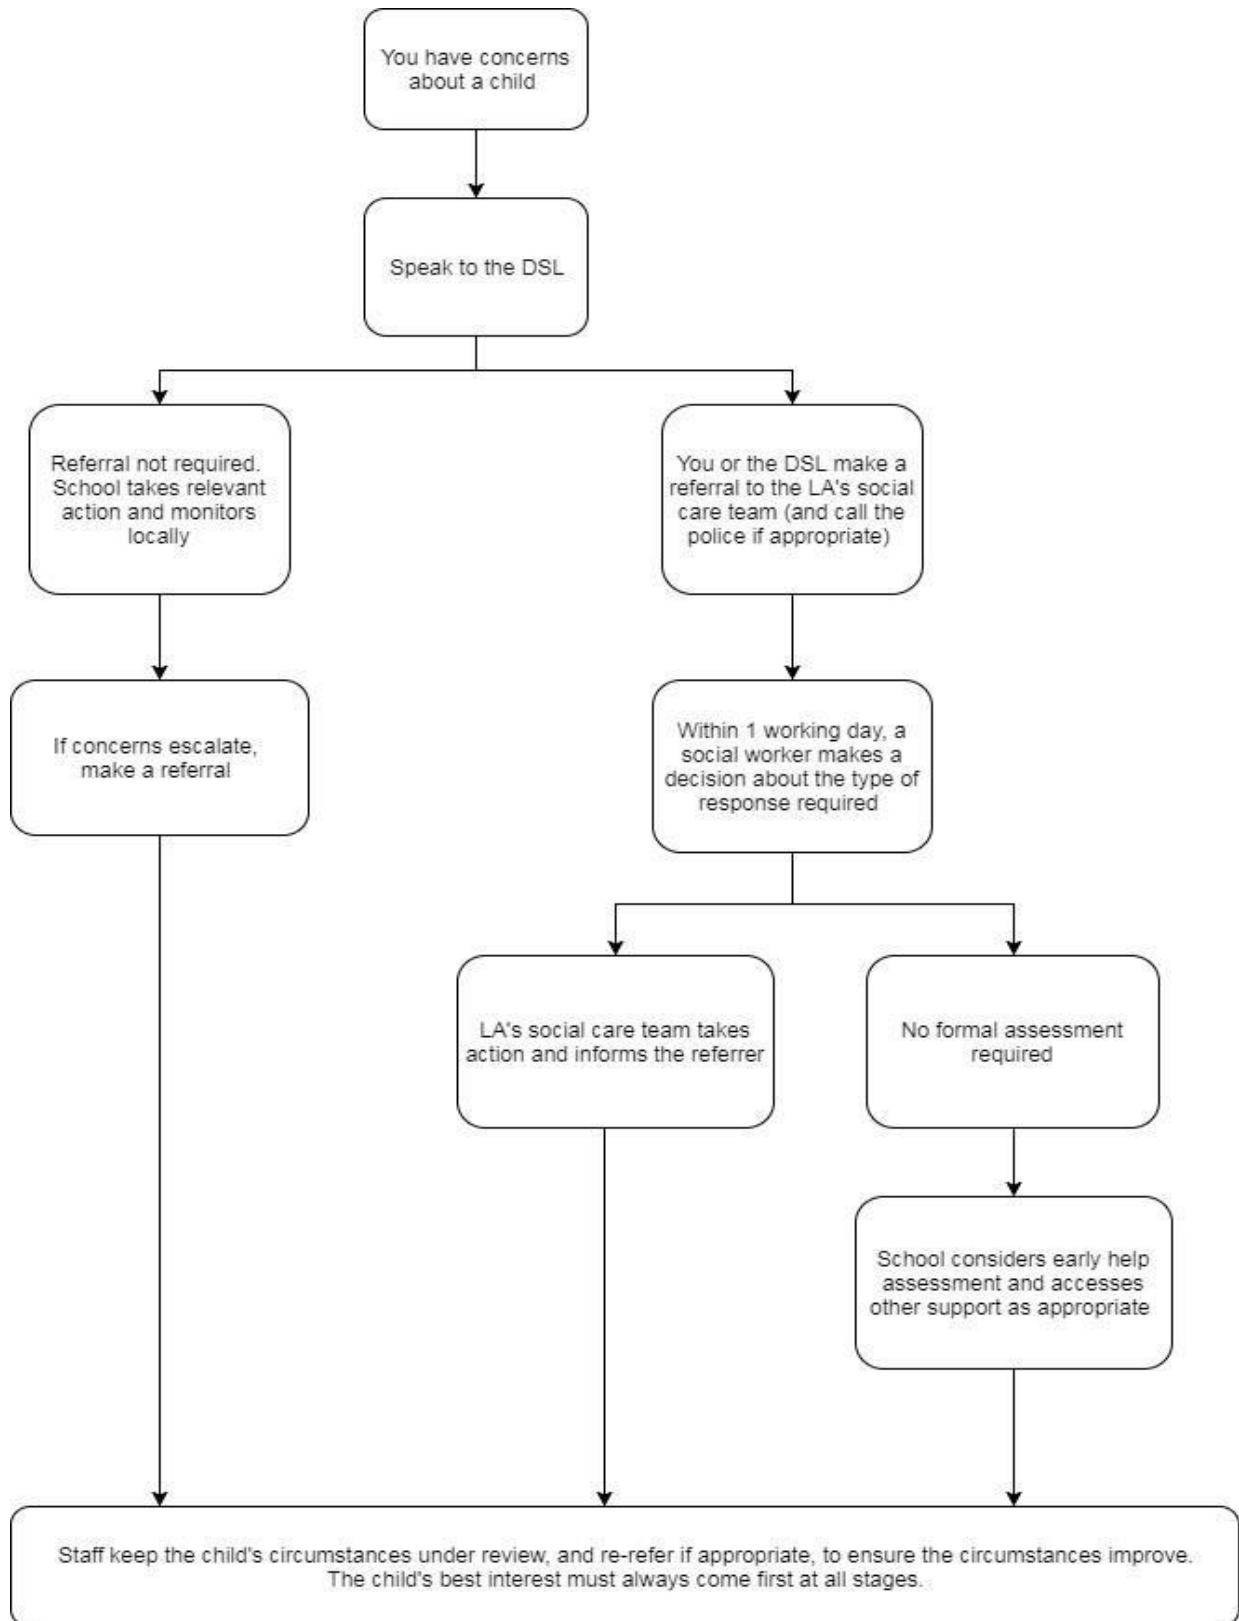 You have concerns
about a child
Speak to the DSL
Referral not required.
School takes relevant
action and monitors
locally
You or the DSL make a
referral to the LA's social
care team (and call the
police if appropriate)
If concerns escalate,
make a referral
Within 1 working day, a
social worker makes a
decision about the type of
response required
LA's social care team takes
action and informs the referrer
No formal assessment
required
School considers early help
assessment and accesses
other support as appropriate
Staff keep the child's circumstances under review, and re-refer if appropriate, to ensure the circumstances improve.
The child's best interest must always come first at all stages.